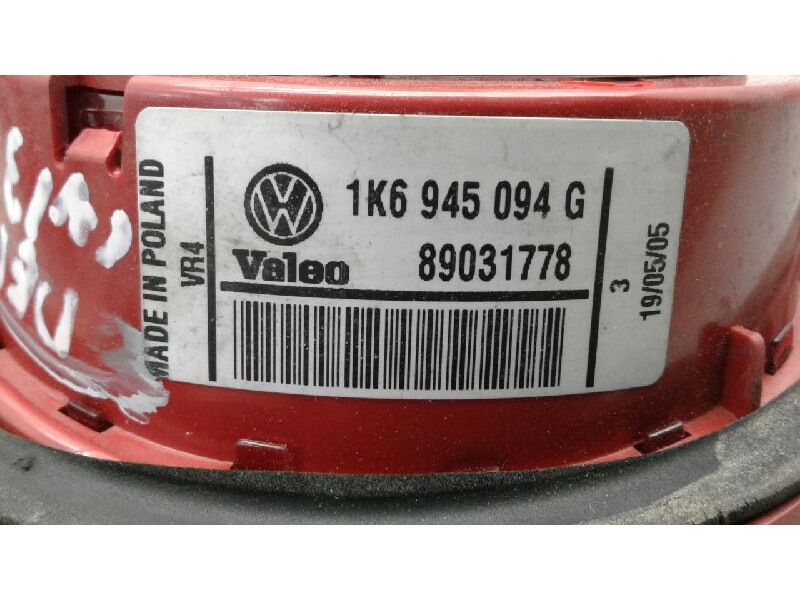 MADE IN POLAND
VR4
1K6 945 094 G
Valeo
89031778
3
19/05/05